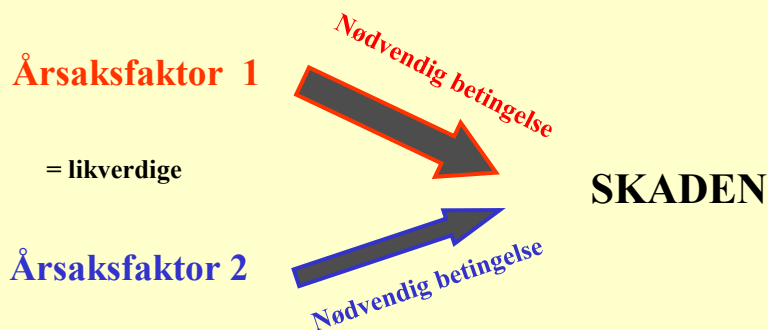 Nødvendig betingelse
Årsaksfaktor 1
= likverdige
SKADEN
Årsaksfaktor 2
Nødvendig betingelse